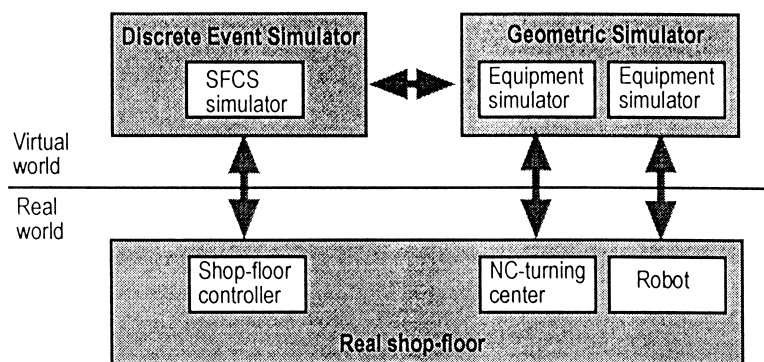 Discrete Event Simulator
SFCS
simulator
Geometric Simulator
Equipment
simulator
Equipment
simulator
Virtual
world
Real
world
Shop-floor
controller
NC-turning
center
Robot
Real shop-floor